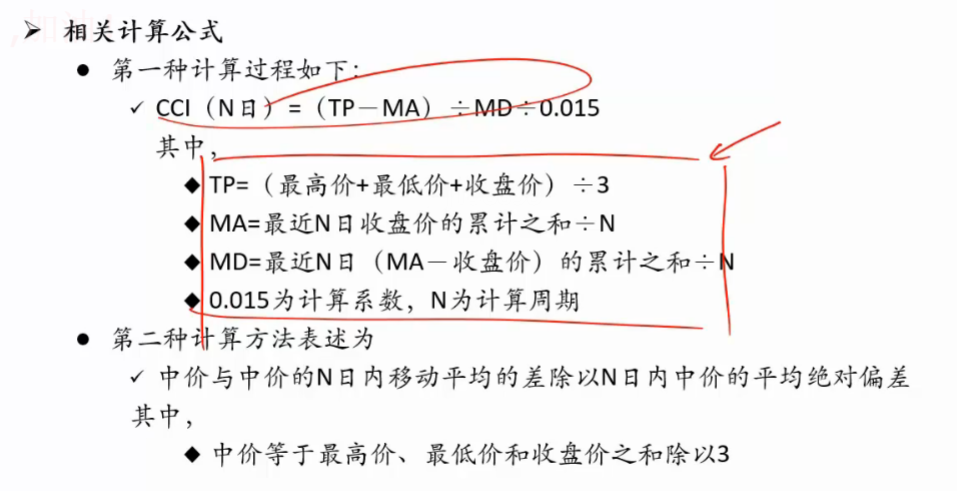 ➢ 相关计算公式
● 第一种计算过程如下：
✓ CCI（N日）=（TP－MA）÷MD÷0.015
其中，
◆ TP=（最高价+最低价+收盘价）÷3
◆ MA=最近N日收盘价的累计之和÷N
◆ MD=最近N日（MA－收盘价）的累计之和÷N
◆ 0.015为计算系数，N为计算周期
● 第二种计算方法表述为
✓ 中价与中价的N日内移动平均的差除以N日内中价的平均绝对偏差
其中，
◆ 中价等于最高价、最低价和收盘价之和除以3